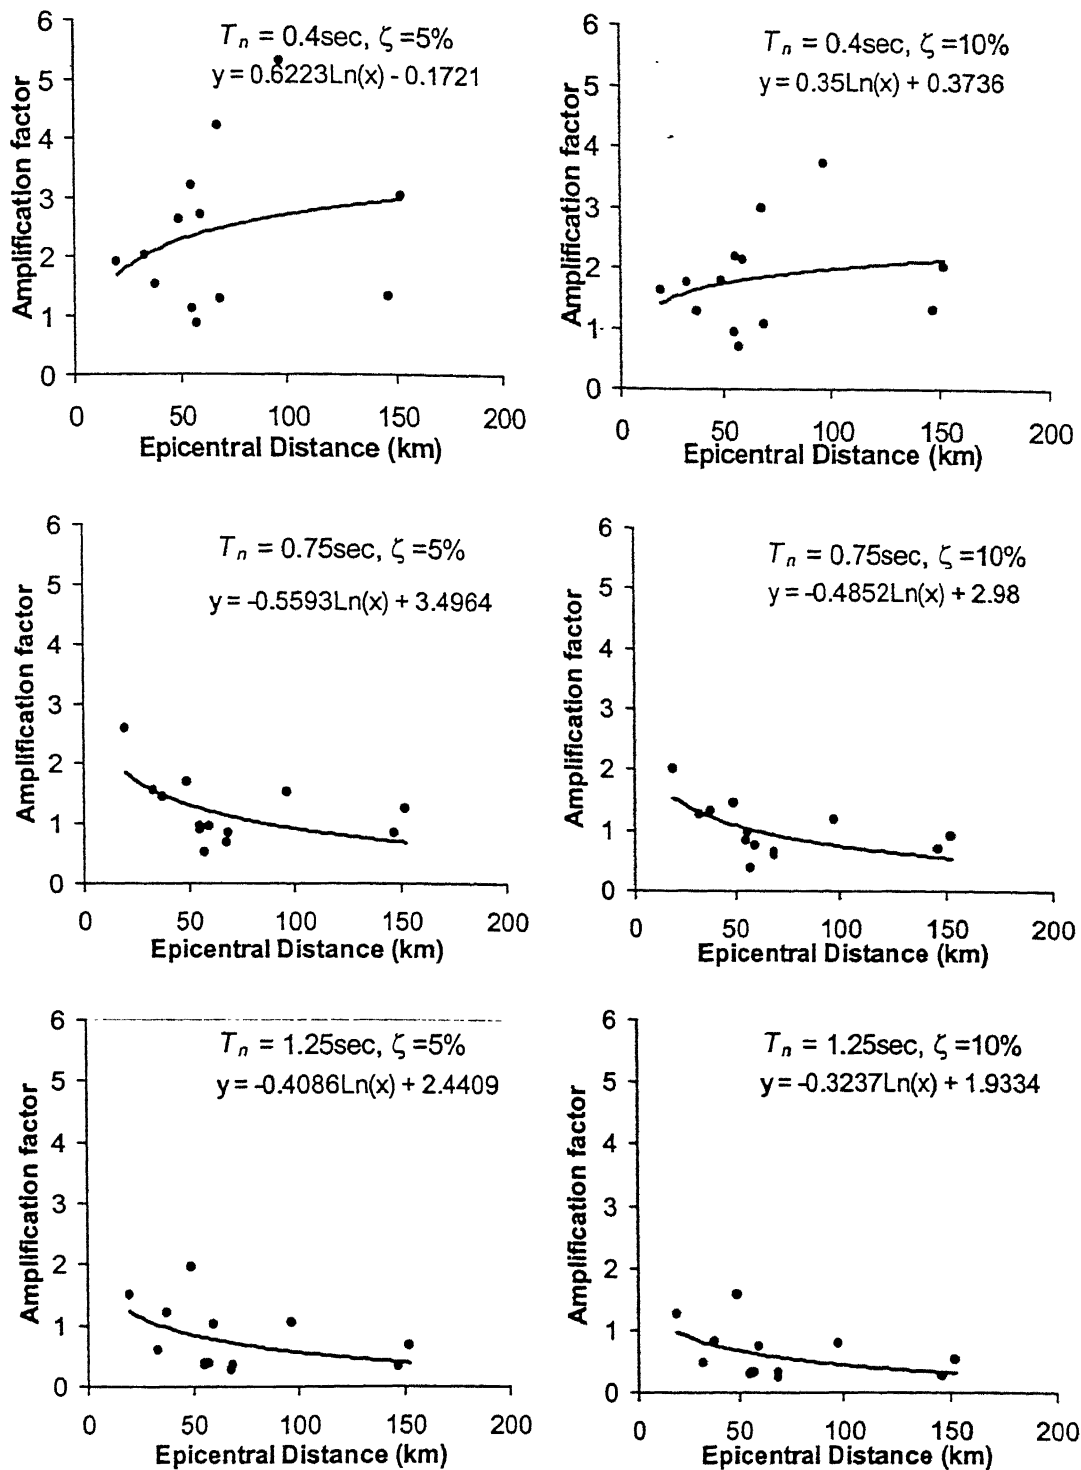 T n = 0.4sec, ζ =5%
y = 0.6223Ln(x) - 0.1721
Amplification factor
6
5
4
3
2
1
0
0 50 100 150 200
Epicentral Distance (km)
T n = 0.4sec, ζ =10%
y = 0.35Ln(x) + 0.3736
Amplification factor
6
5
4
3
2
1
0
0 50 100 150 200
Epicentral Distance (km)
T n = 0.75sec, ζ =5%
y = -0.5593Ln(x) + 3.4964
Amplification factor
6
5
4
3
2
1
0
0 50 100 150 200
Epicentral Distance (km)
T n = 0.75sec, ζ =10%
y = -0.4852Ln(x) + 2.98
Amplification factor
6
5
4
3
2
1
0
0 50 100 150 200
Epicentral Distance (km)
T n = 1.25sec, ζ =5%
y = -0.4086Ln(x) + 2.4409
Amplification factor
6
5
4
3
2
1
0
0 50 100 150 200
Epicentral Distance (km)
T n = 1.25sec, ζ =10%
y = -0.3237Ln(x) + 1.9334
Amplification factor
6
5
4
3
2
1
0
0 50 100 150 200
Epicentral Distance (km)